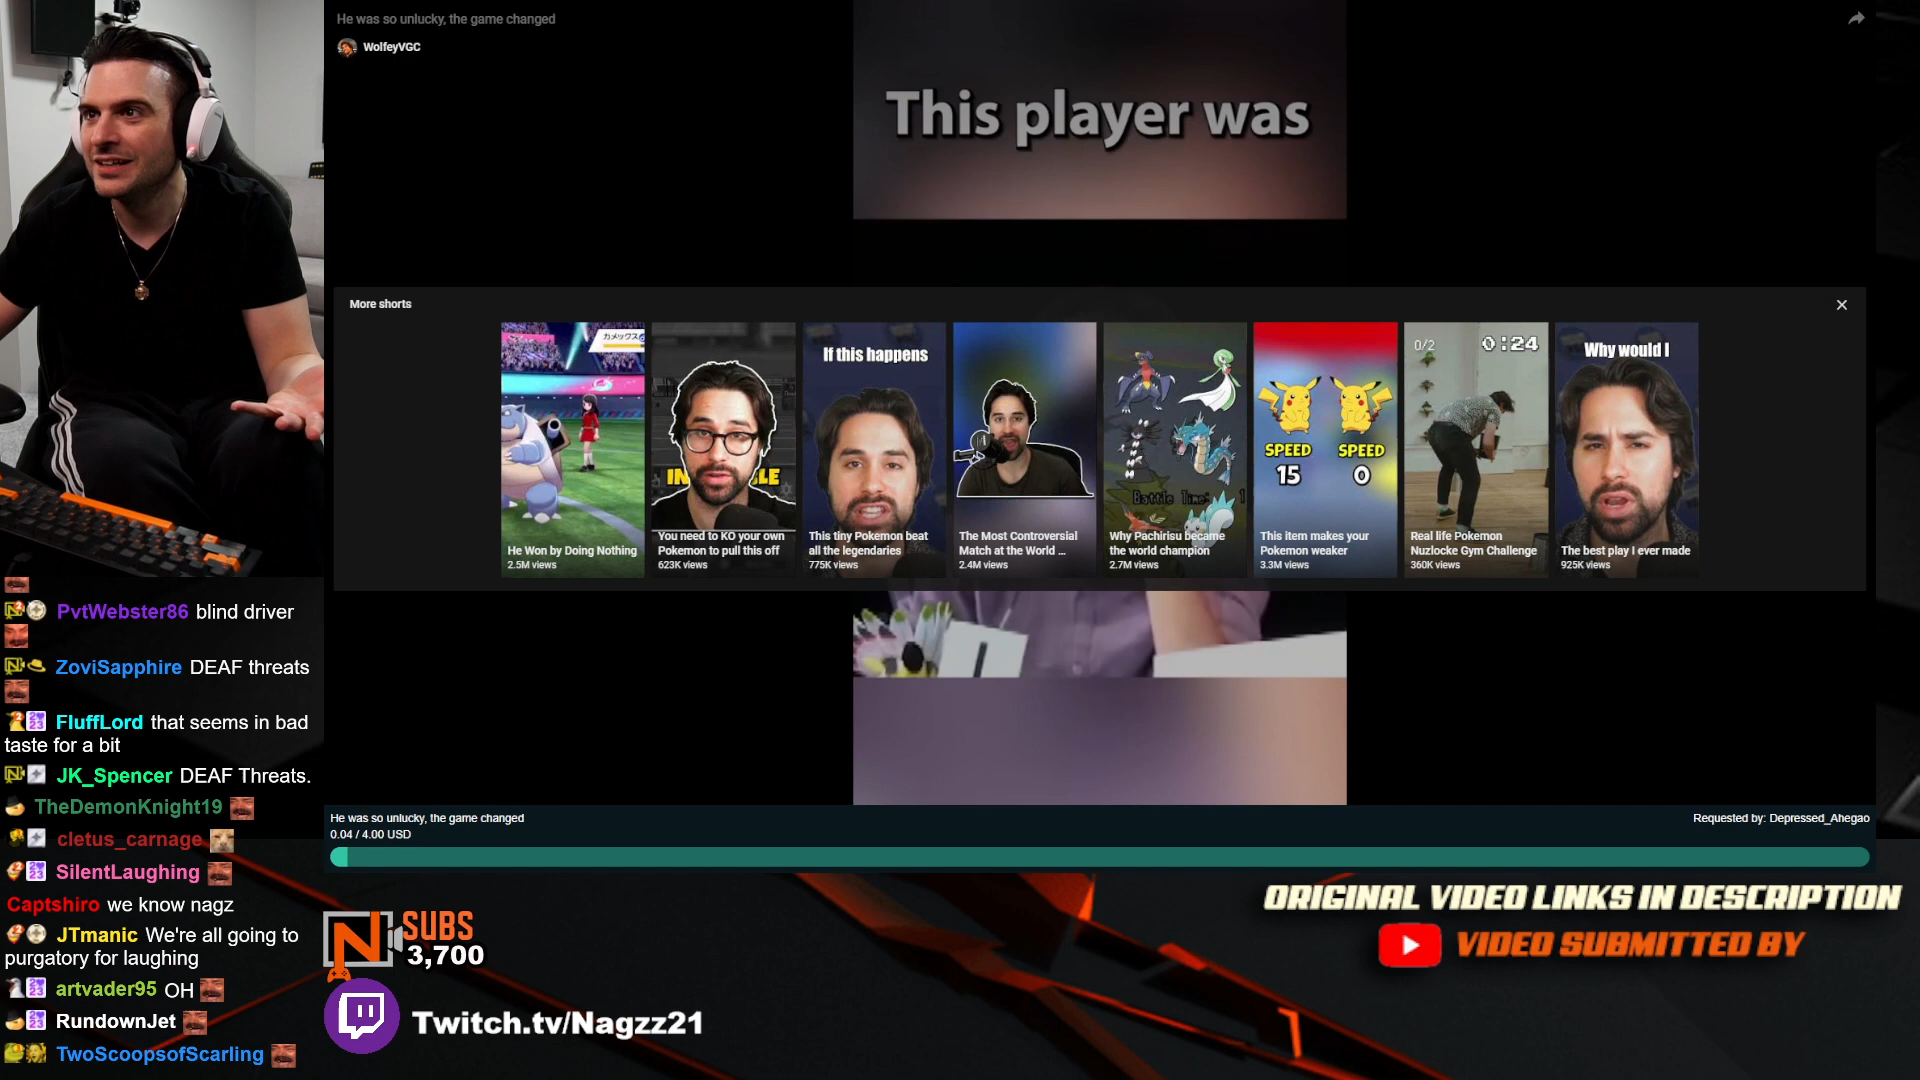 He was so unlucky, the game changed
WolfeyVGC
This player was
More shorts
カメックス
He Won by Doing Nothing
2.5M views
You need to KO your own
Pokemon to pull this off
623K views
If this happens
This tiny Pokemon beat
all the legendaries
775K views
The Most Controversial
Match at the World ...
2.4M views
Battle Time: 1
Why Pachirisu became
the world champion
2.7M views
SPEED SPEED
15 0
This item makes your
Pokemon weaker
3.3M views
0/2 0:24
Real life Pokemon
Nuzlocke Gym Challenge
360K views
Why would I
The best play I ever made
925K views
PvtWebster86 blind driver
ZoviSapphire DEAF threats
FluffLord that seems in bad
taste for a bit
JK_Spencer DEAF Threats.
TheDemonKnight19
cletus_carnage
SilentLaughing
Captshiro we know nagz
JTmanic We're all going to
purgatory for laughing
artvader95 OH
RundownJet
TwoScoopsofScarling
He was so unlucky, the game changed
0.04 / 4.00 USD
Requested by: Depressed_Ahegao
N SUBS
3,700
Twitch.tv/Nagzz21
ORIGINAL VIDEO LINKS IN DESCRIPTION
VIDEO SUBMITTED BY